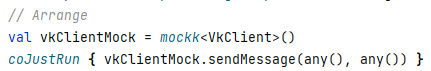 // Arrange
val vkClientMock = mockk<VkClient>()
coJustRun { vkClientMock.sendMessage(any(), any()) }